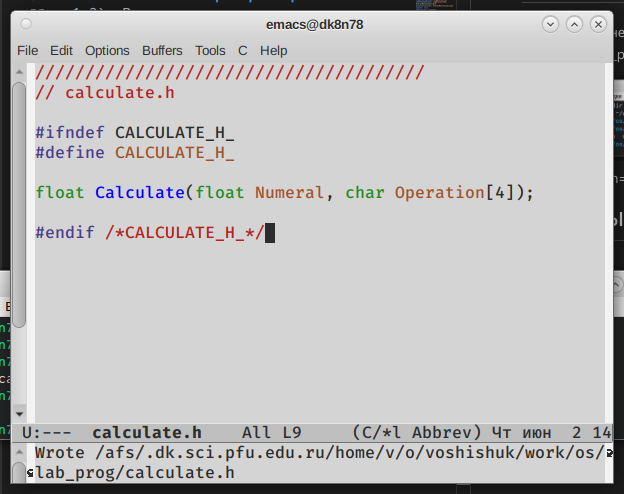 emacs@dk8n78
File Edit Options Buffers Tools C Help
///////////////////////////////////////
// calculate.h
#ifndef CALCULATE_H_
#define CALCULATE_H_
float Calculate(float Numeral, char Operation[4]);
#endif /*CALCULATE_H_*/
U:--- calculate.h All L9 (C/*l Abbrev) Чт июн 2 14
Wrote /afs/.dk.sci.pfu.edu.ru/home/v/o/voshishuk/work/os/
lab_prog/calculate.h